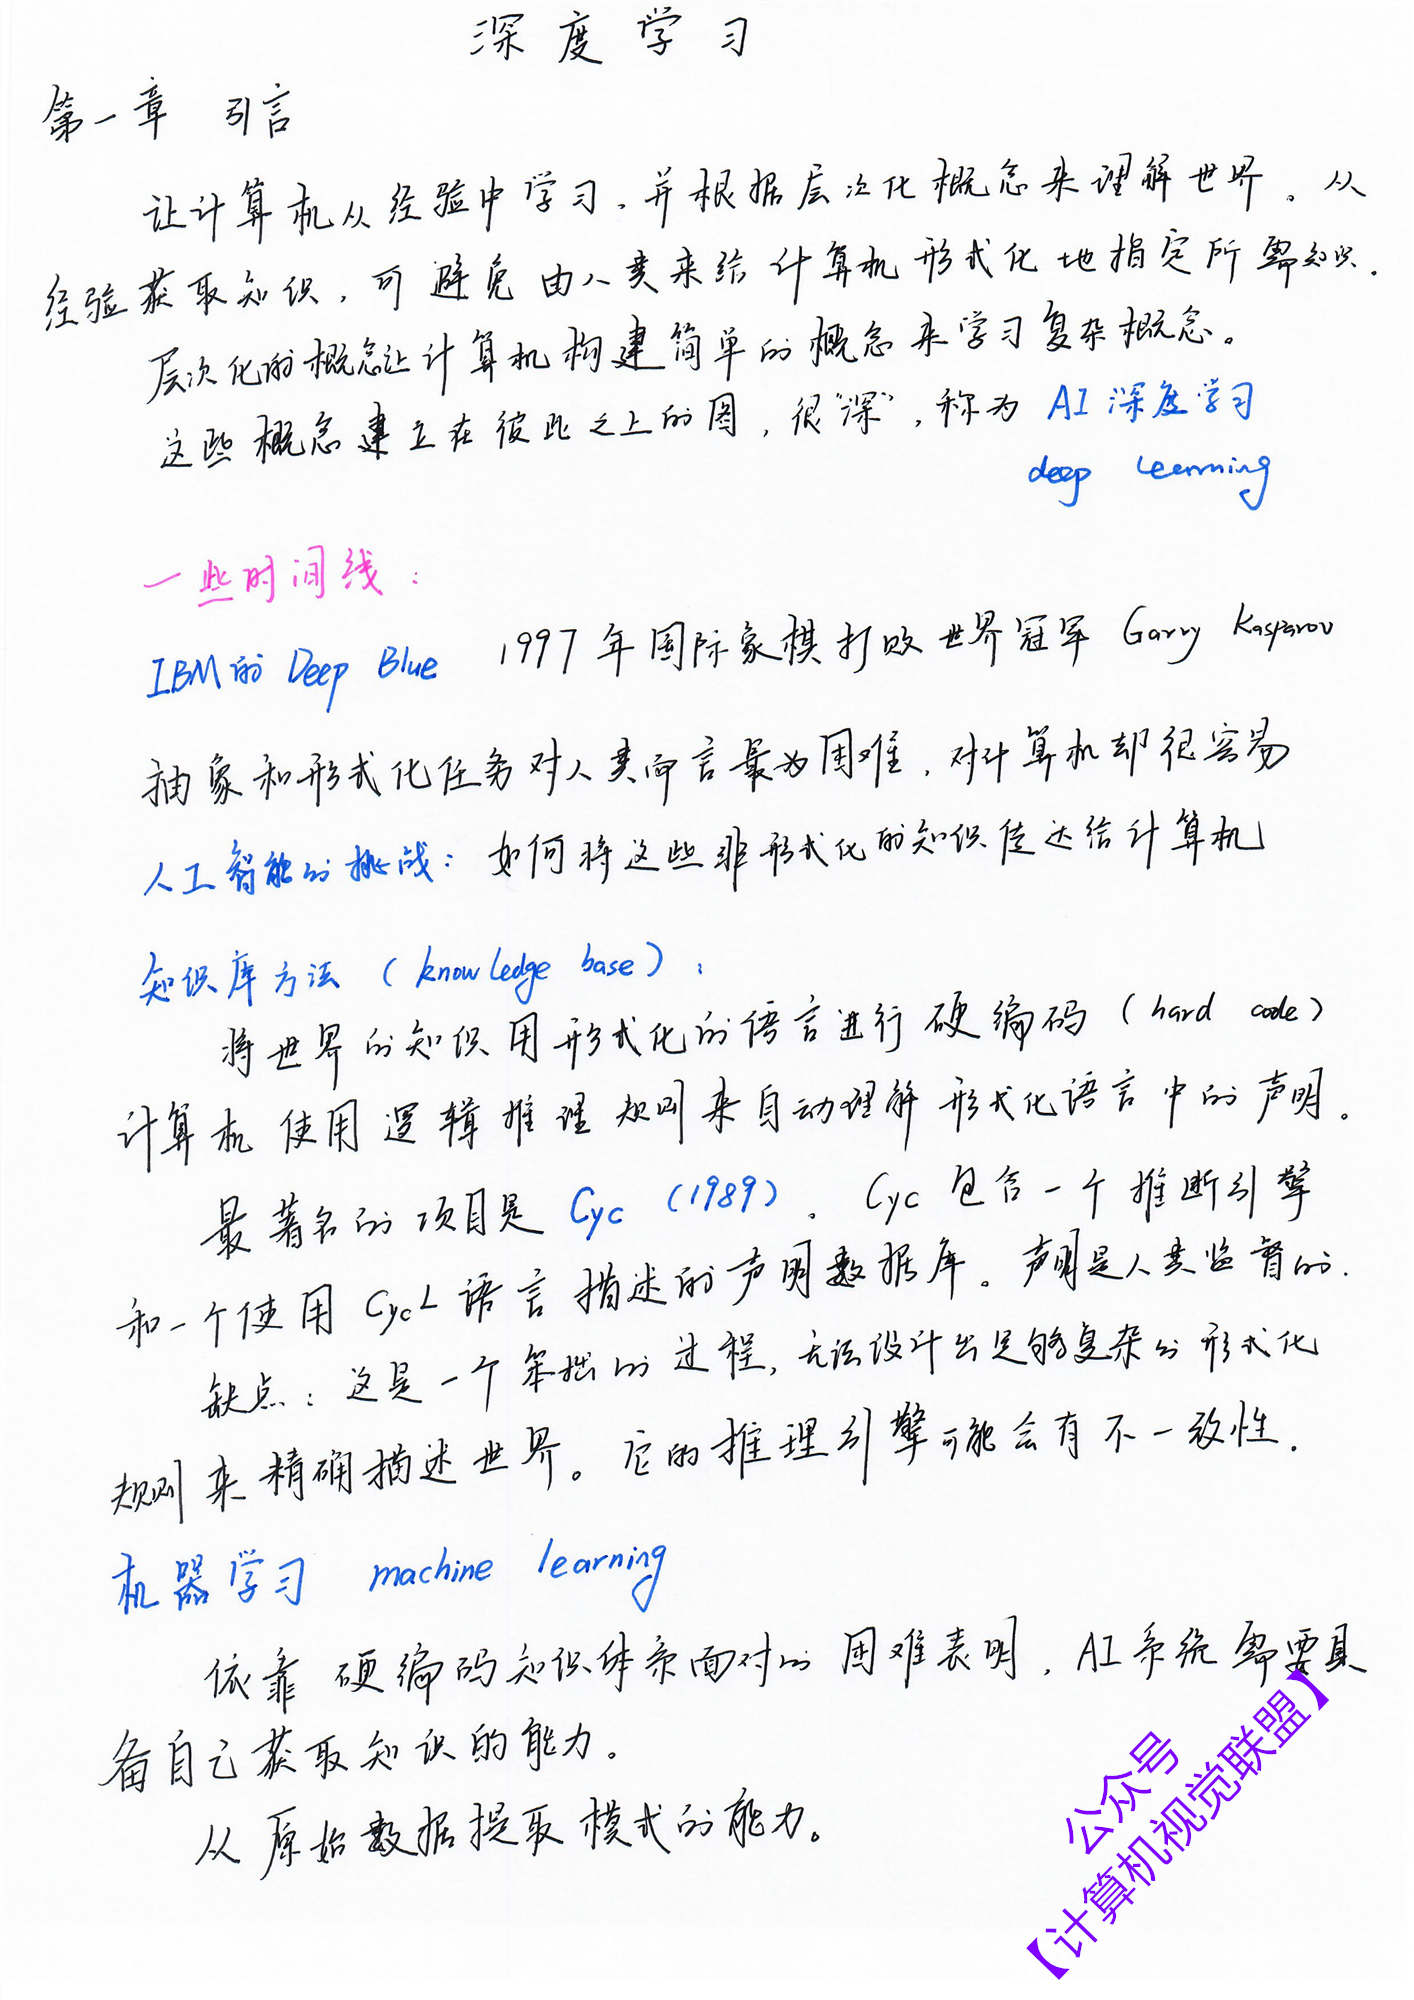 深度学习
第一章 引言
让计算机从经验中学习，并根据层次化概念来理解世界。从
经验获取知识，可避免由人类来给计算机形式化地指定所需知识.
层次化的概念让计算机构建简单的概念来学习复杂概念。
这些概念建立在彼此之上的图，很"深"，称为 AI 深度学习
deep learning
一些时间线：
IBM的 Deep Blue 1997年国际象棋打败世界冠军 Garry Kasparov
抽象和形式化任务对人类而言最为困难，对计算机却很容易
人工智能的挑战：如何将这些非形式化的知识传达给计算机
知识库方法（knowledge base）：
将世界的知识用形式化的语言进行硬编码（hard code）
计算机使用逻辑推理规则来自动理解形式化语言中的声明。
最著名的项目是 Cyc（1989）。Cyc 包含一个推断引擎
和一个使用 CycL 语言描述的声明数据库。声明是人类监督的.
缺点：这是一个笨拙的过程，无法设计出足够复杂的形式化
规则来精确描述世界。它的推理引擎可能会有不一致性.
机器学习 machine learning
依靠硬编码知识体系面对的困难表明，AI系统需要具
备自己获取知识的能力。
从原始数据提取模式的能力。
公众号
【计算机视觉联盟】